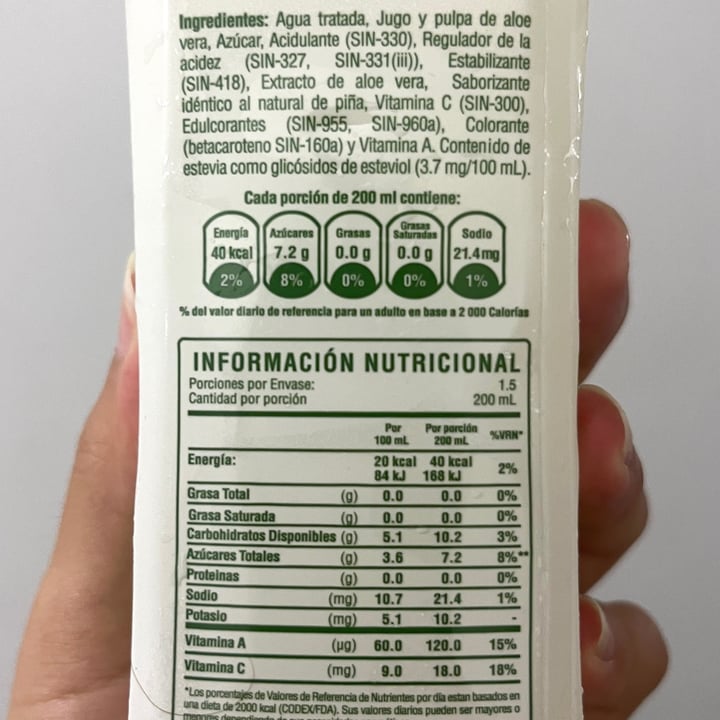 Ingredientes: Agua tratada, Jugo y pulpa de aloe
vera, Azúcar, Acidulante (SIN-330), Regulador de la
acidez (SIN-327, SIN-331(iii)), Estabilizante
(SIN-418), Extracto de aloe vera, Saborizante
idéntico al natural de piña, Vitamina C (SIN-300),
Edulcorantes (SIN-955, SIN-960a), Colorante
(betacaroteno SIN-160a) y Vitamina A. Contenido de
estevia como glicósidos de esteviol (3.7 mg/100 mL).
Cada porción de 200 ml contiene:
Energía 40 kcal 2%
Azúcares 7.2 g 8%
Grasas 0.0 g 0%
Grasas Saturadas 0.0 g 0%
Sodio 21.4 mg 1%
% del valor diario de referencia para un adulto en base a 2 000 Calorías
INFORMACIÓN NUTRICIONAL
Porciones por Envase: 1.5
Cantidad por porción 200 mL
Por 100 mL Por porción 200 mL %VRN*
Energía: 20 kcal 40 kcal 2%
84 kJ 168 kJ
Grasa Total (g) 0.0 0.0 0%
Grasa Saturada (g) 0.0 0.0 0%
Carbohidratos Disponibles (g) 5.1 10.2 3%
Azúcares Totales (g) 3.6 7.2 8%**
Proteinas (g) 0.0 0.0 0%
Sodio (mg) 10.7 21.4 1%
Potasio (mg) 5.1 10.2 -
Vitamina A (µg) 60.0 120.0 15%
Vitamina C (mg) 9.0 18.0 18%
*Los porcentajes de Valores de Referencia de Nutrientes por día estan basados en
una dieta de 2000 kcal (CODEX/FDA). Sus valores diarios pueden ser mayores o
menores dependiendo de